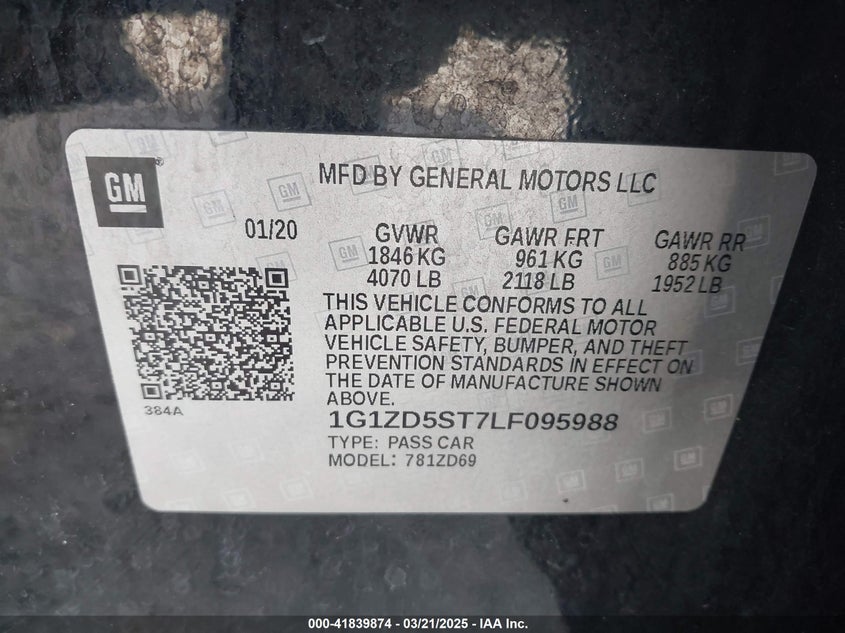 GM
MFD BY GENERAL MOTORS LLC
01/20
GVWR GAWR FRT GAWR RR
1846 KG 961 KG 885 KG
4070 LB 2118 LB 1952 LB
THIS VEHICLE CONFORMS TO ALL
APPLICABLE U.S. FEDERAL MOTOR
VEHICLE SAFETY, BUMPER, AND THEFT
PREVENTION STANDARDS IN EFFECT ON
THE DATE OF MANUFACTURE SHOWN
ABOVE.
384A
1G1ZD5ST7LF095988
TYPE: PASS CAR
MODEL: 781ZD69
000-41839874 / 03/21/2025 - IAA Inc.